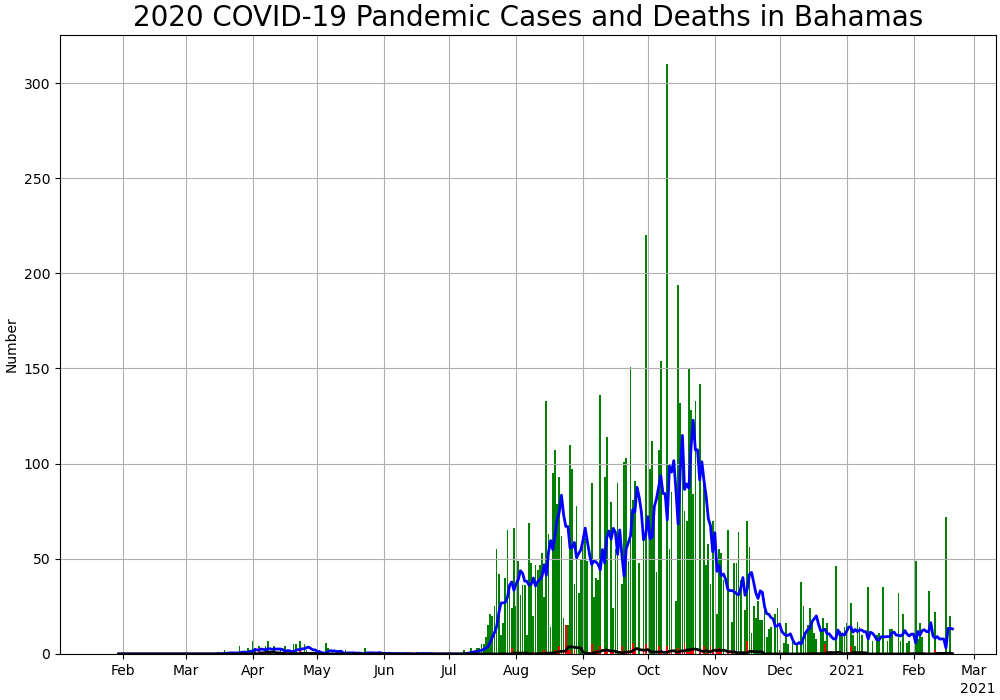 2020 COVID-19 Pandemic Cases and Deaths in Bahamas
300
250
200
150
100
50
0
Number
Feb Mar Apr May Jun Jul Aug Sep Oct Nov Dec 2021 Feb Mar
2021